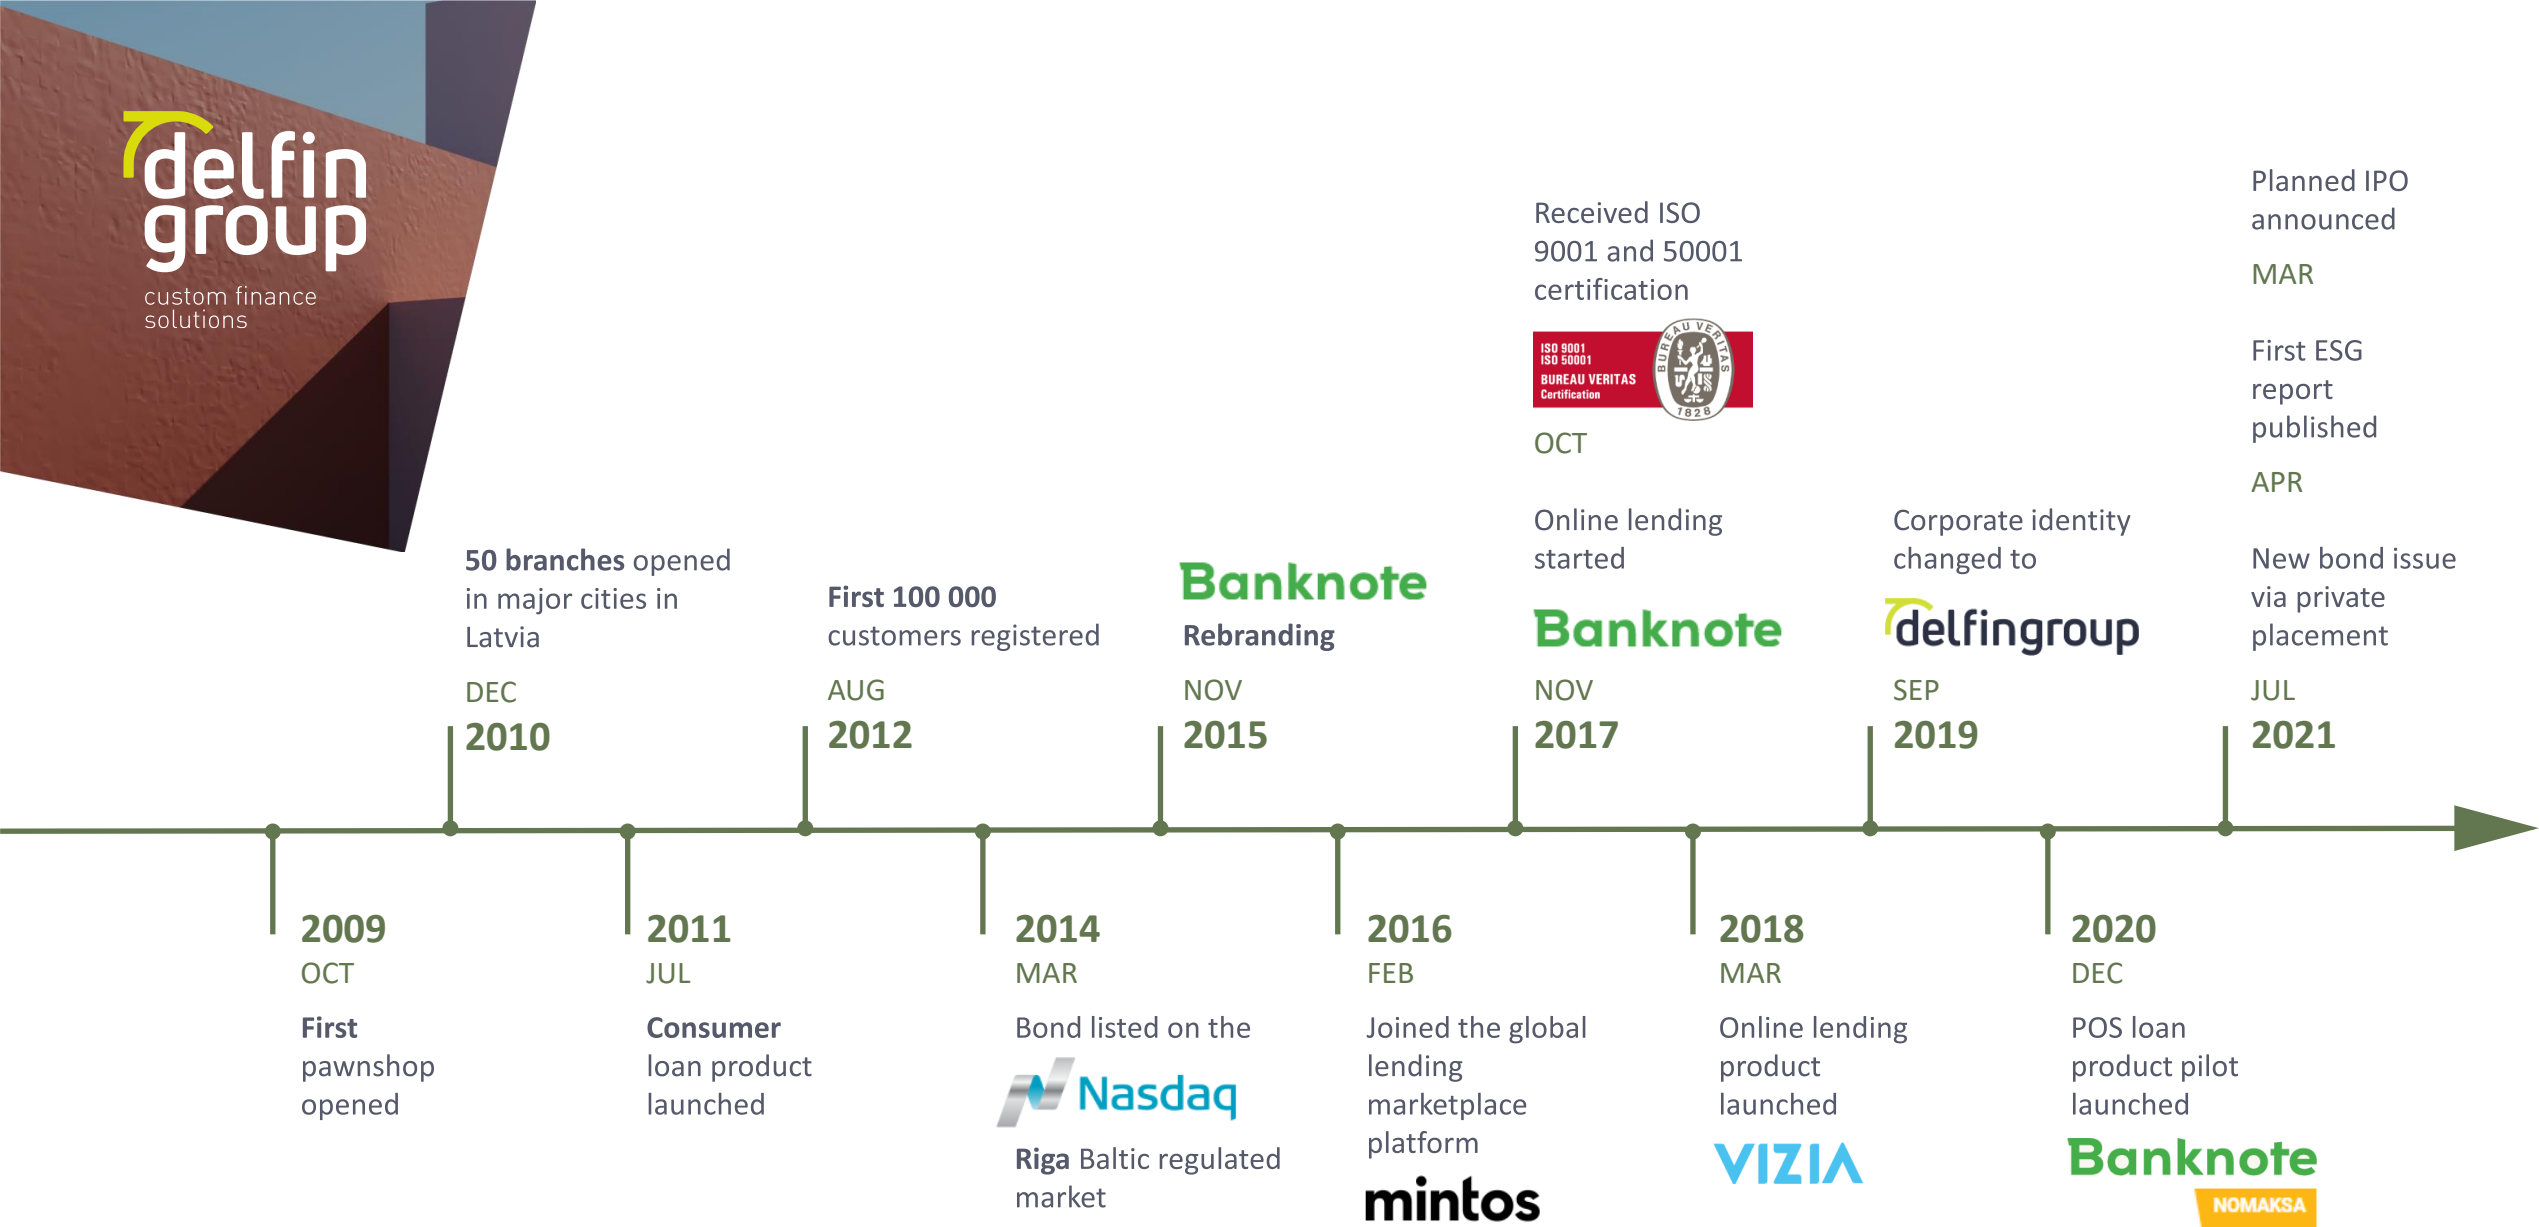 delfin
group
custom finance
solutions
50 branches opened
in major cities in
Latvia
DEC
2010
First 100 000
customers registered
AUG
2012
Banknote
Rebranding
NOV
2015
Received ISO
9001 and 50001
certification
ISO 9001
ISO 50001
BUREAU VERITAS
Certification
BUREAU VERITAS
1828
OCT
Online lending
started
Banknote
NOV
2017
Corporate identity
changed to
delfingroup
SEP
2019
Planned IPO
announced
MAR
First ESG
report
published
APR
New bond issue
via private
placement
JUL
2021
2009
OCT
First
pawnshop
opened
2011
JUL
Consumer
loan product
launched
2014
MAR
Bond listed on the
Nasdaq
Riga Baltic regulated
market
2016
FEB
Joined the global
lending
marketplace
platform
mintos
2018
MAR
Online lending
product
launched
VIZIA
2020
DEC
POS loan
product pilot
launched
Banknote
NOMAKSA